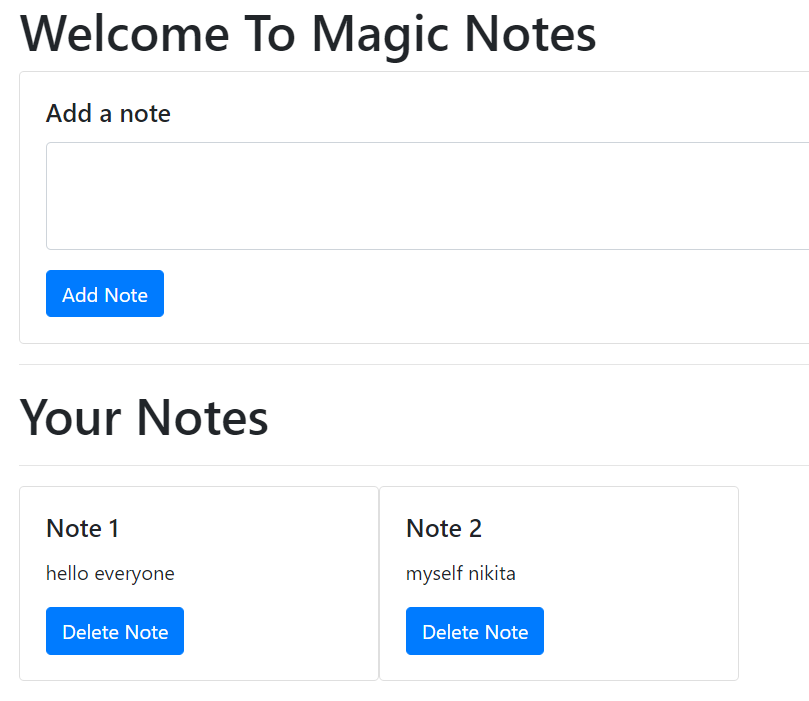 Welcome To Magic Notes
Add a note
Add Note
Your Notes
Note 1
hello everyone
Delete Note
Note 2
myself nikita
Delete Note